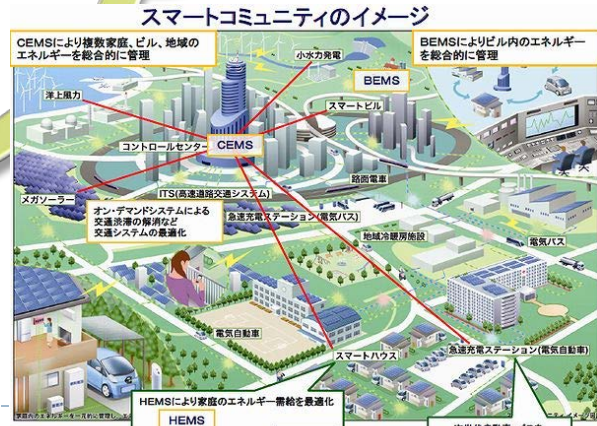 スマートコミュニティのイメージ
CEMSにより複数家庭、ビル、地域の
エネルギーを総合的に管理
BEMSによりビル内のエネルギー
を総合的に管理
小水力発電
BEMS
洋上風力
スマートビル
コントロールセンター
CEMS
路面電車
メガソーラー
ITS(高速道路交通システム)
オン・デマンドシステムによる
交通渋滞の解消など
交通システムの最適化
急速充電ステーション(電気バス)
地域冷暖房施設
電気バス
電気自動車
スマートハウス
急速充電ステーション(電気自動車)
HEMSにより家庭のエネルギー需給を最適化
HEMS